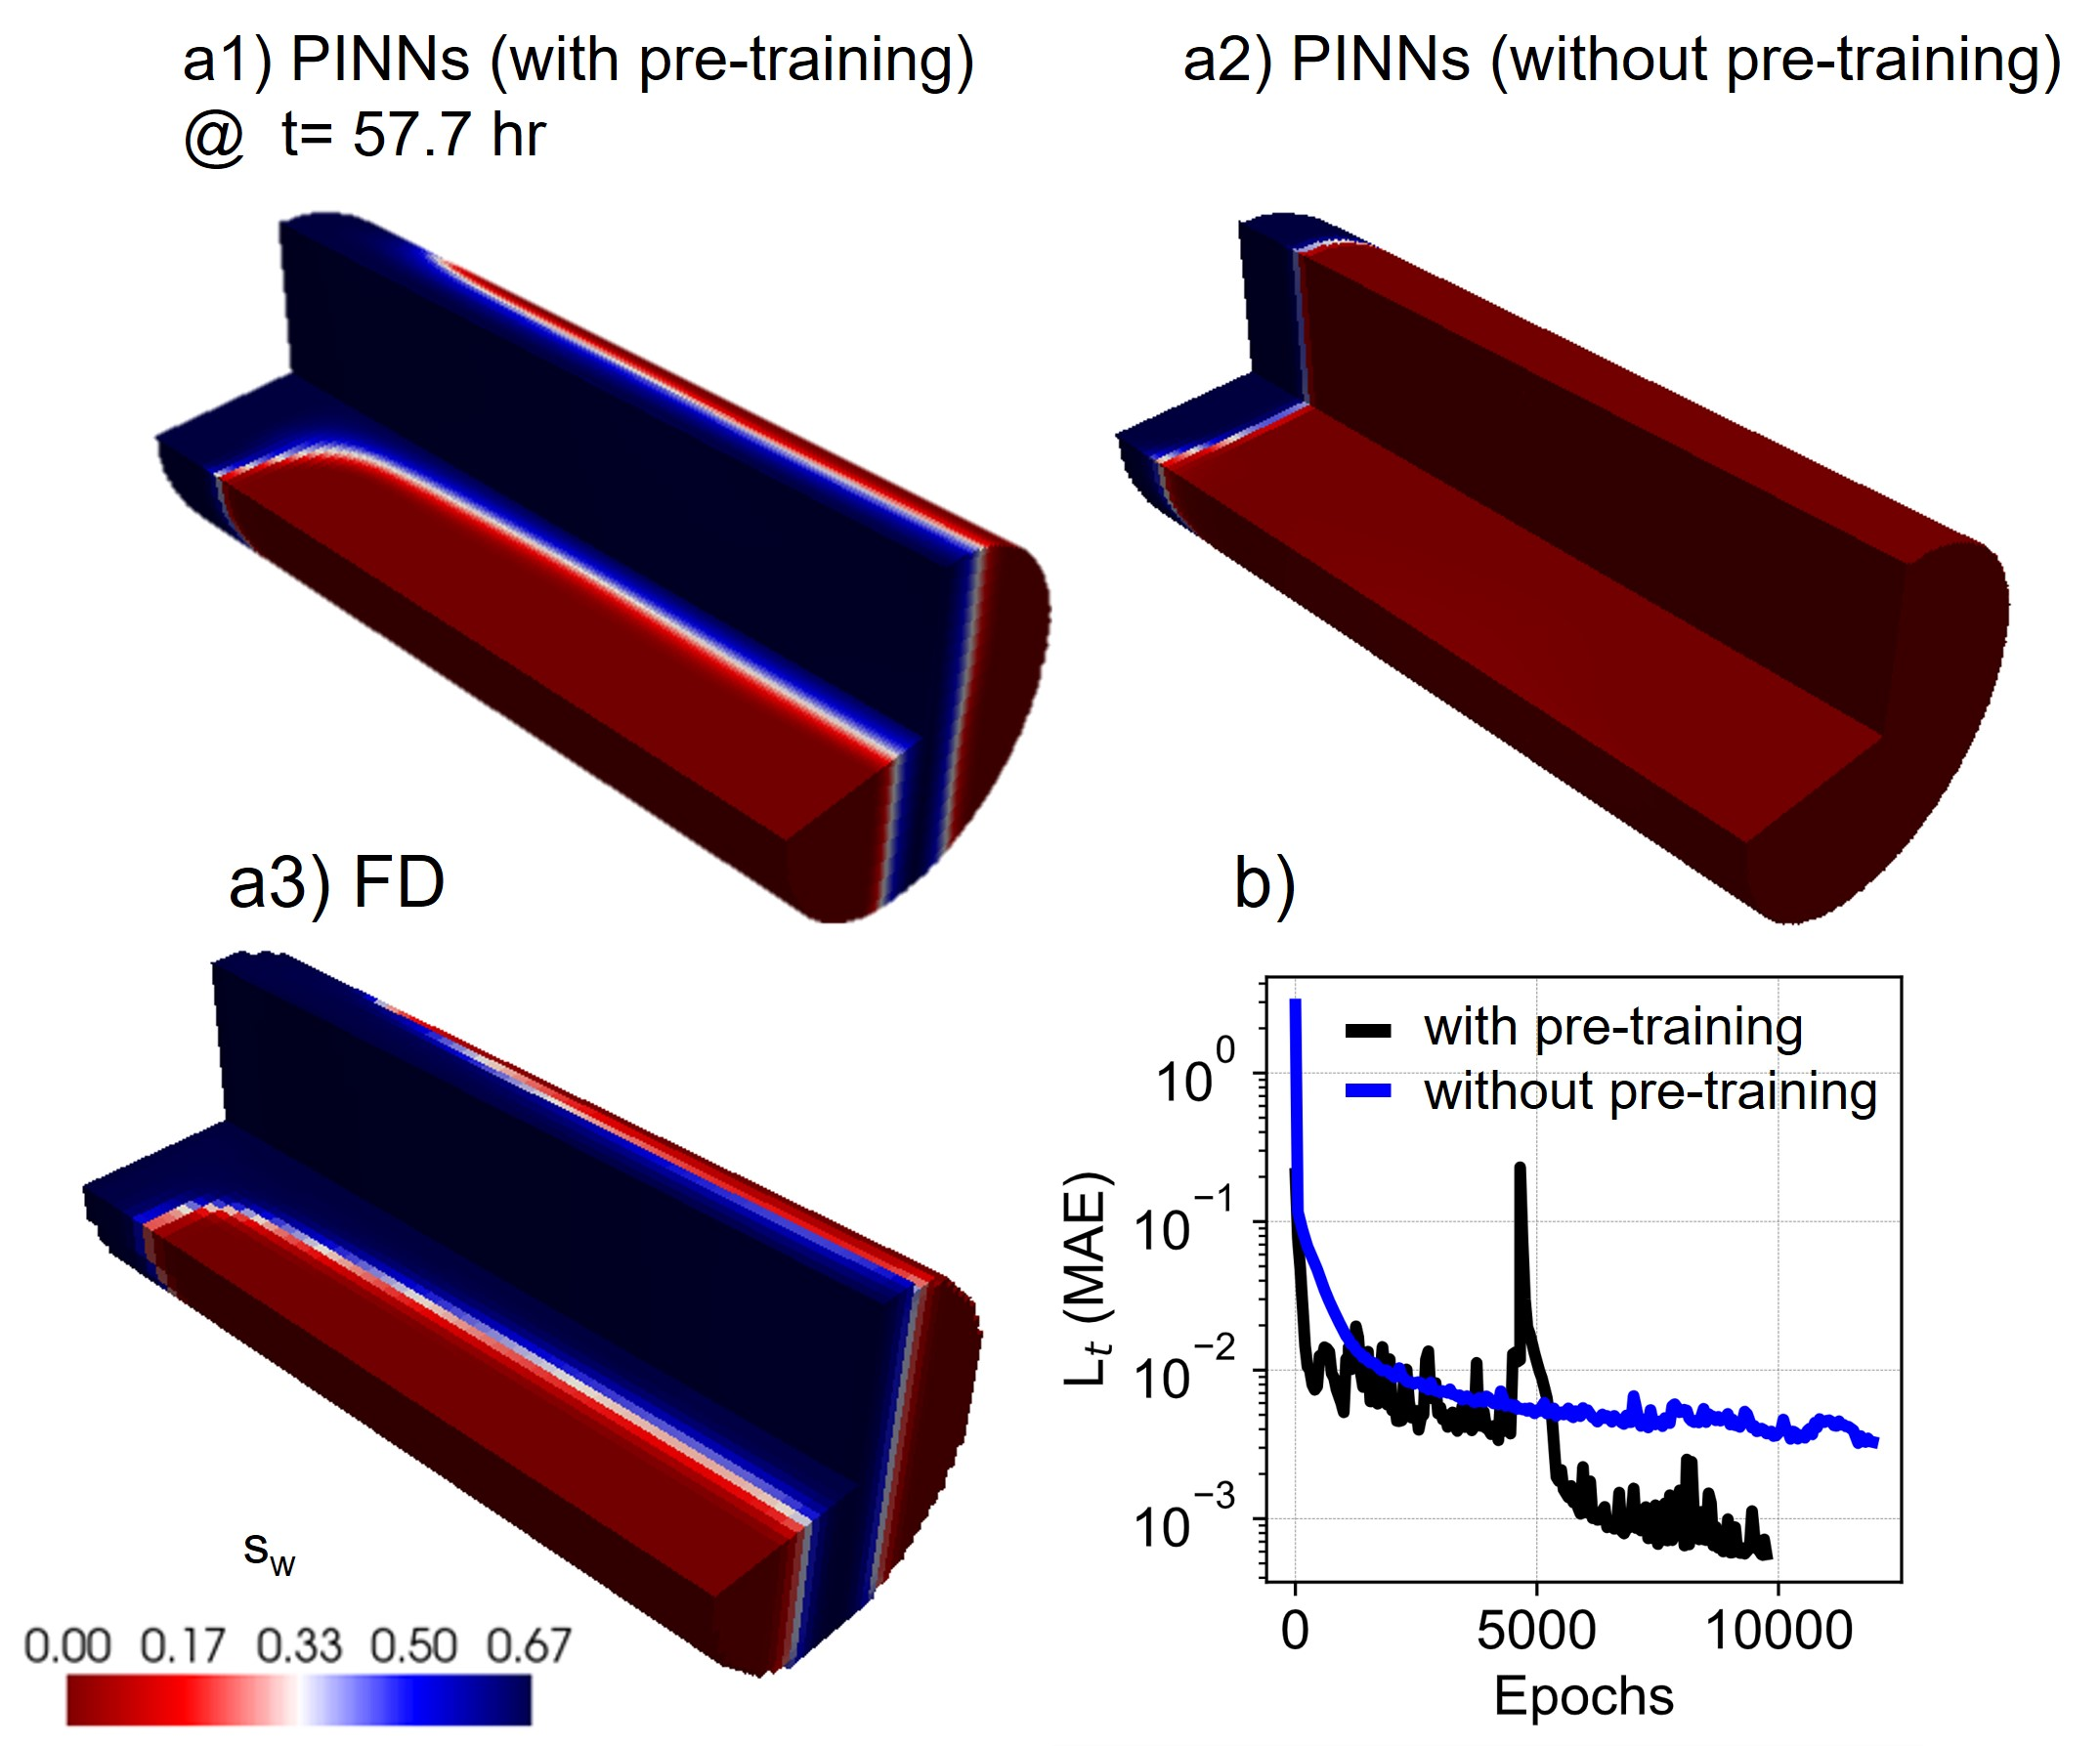 a1) PINNs (with pre-training)
@ t= 57.7 hr
a2) PINNs (without pre-training)
a3) FD
b)
with pre-training
without pre-training
10^0
10^−1
10^−2
10^−3
L_t (MAE)
0 5000 10000
Epochs
s_w
0.00 0.17 0.33 0.50 0.67